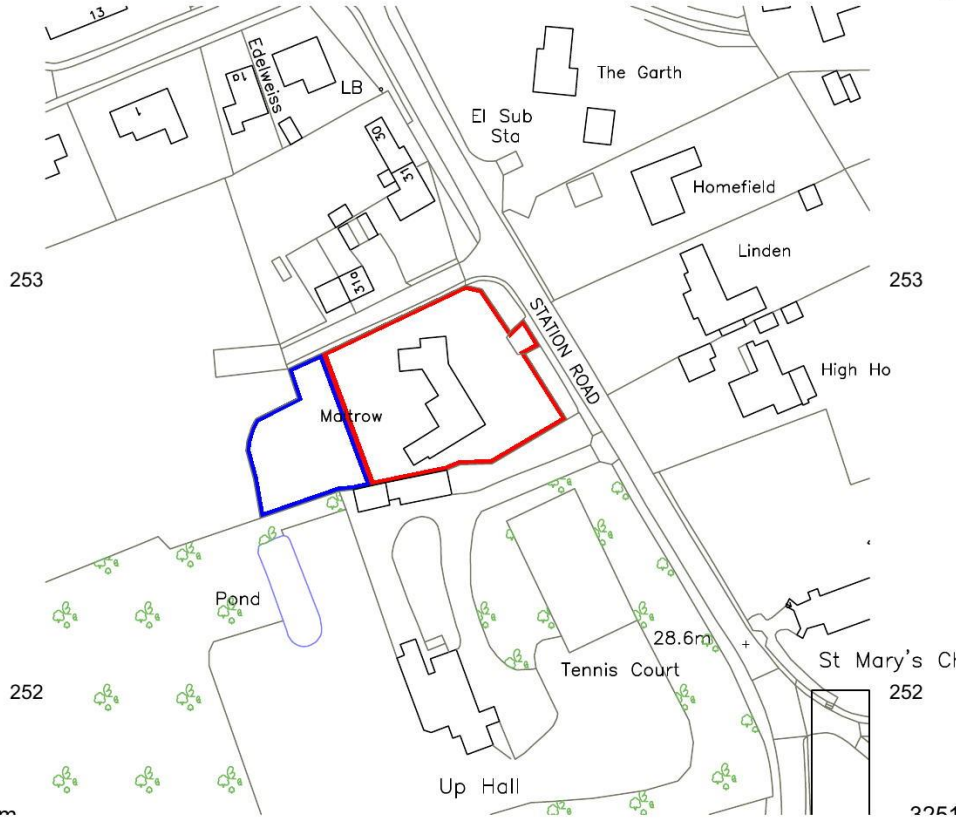 13
Edelweiss
1a
LB
The Garth
El Sub
Sta
1
30
31
Homefield
Linden
253
253
31a
STATION ROAD
High Ho
Maltrow
Pond
28.6m
Tennis Court
St Mary's Ch
252
252
Up Hall
m
3251